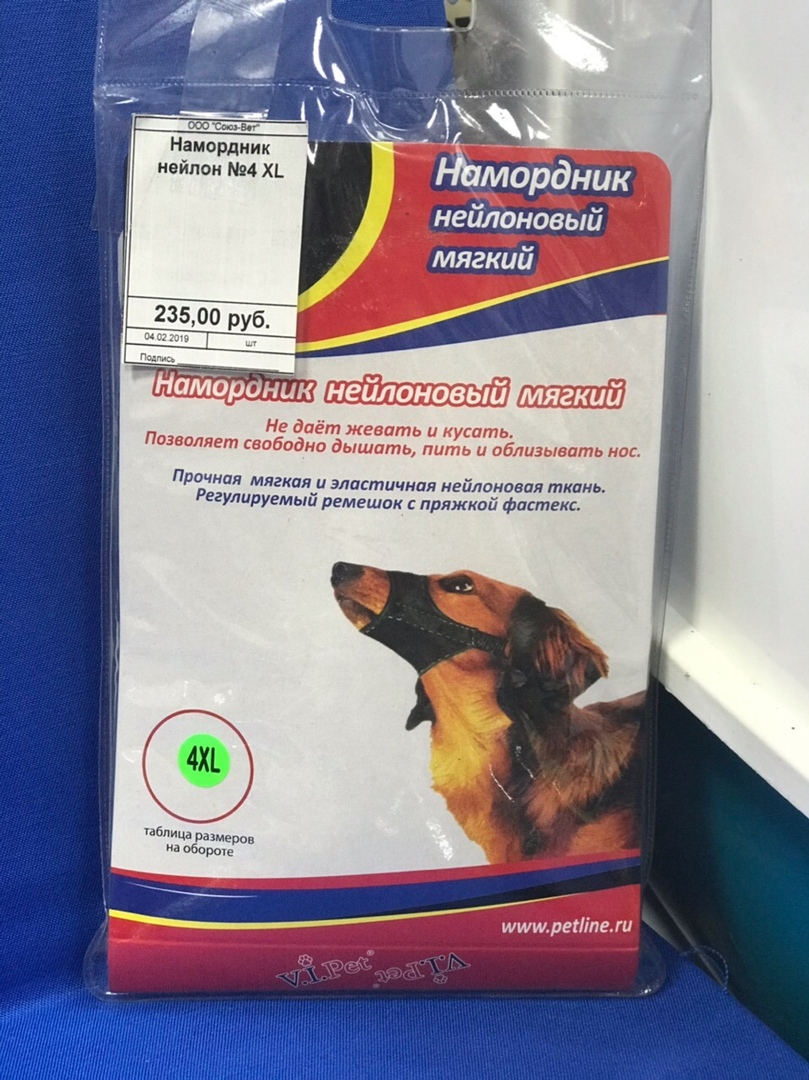 ООО "Союз-Вет"
Намордник
нейлон №4 XL
235,00 руб.
04.02.2019 шт
Подпись
Намордник
нейлоновый
мягкий
Намордник нейлоновый мягкий
Не даёт жевать и кусать.
Позволяет свободно дышать, пить и облизывать нос.
Прочная мягкая и эластичная нейлоновая ткань.
Регулируемый ремешок с пряжкой фастекс.
4XL
таблица размеров
на обороте
www.petline.ru
V.I.Pet®
V.I.Pet®